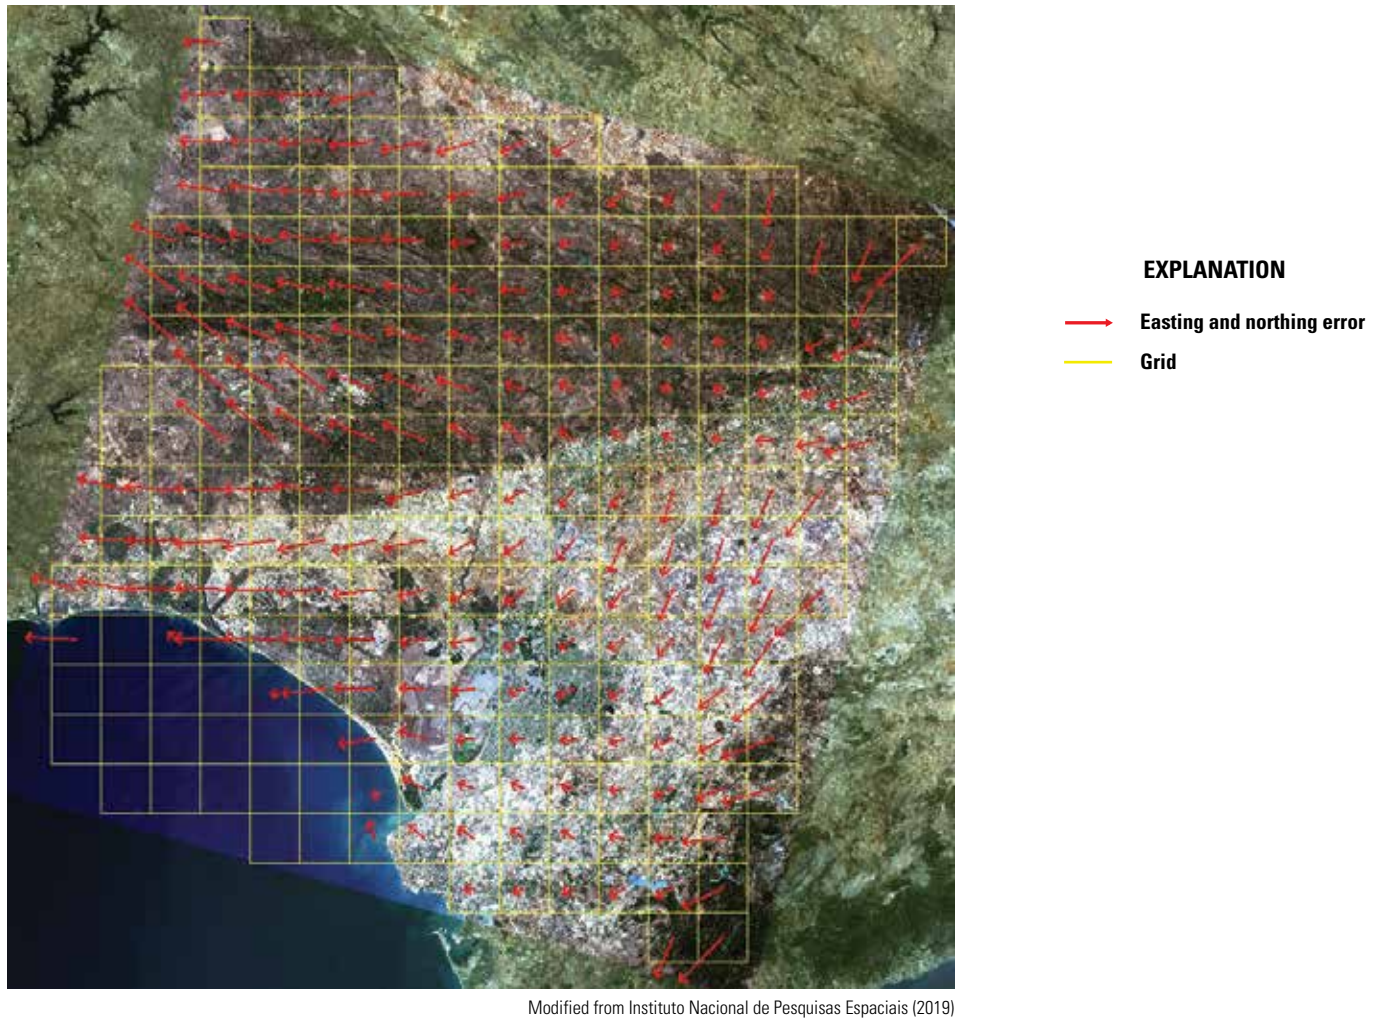 EXPLANATION
Easting and northing error
Grid
Modified from Instituto Nacional de Pesquisas Espaciais (2019)